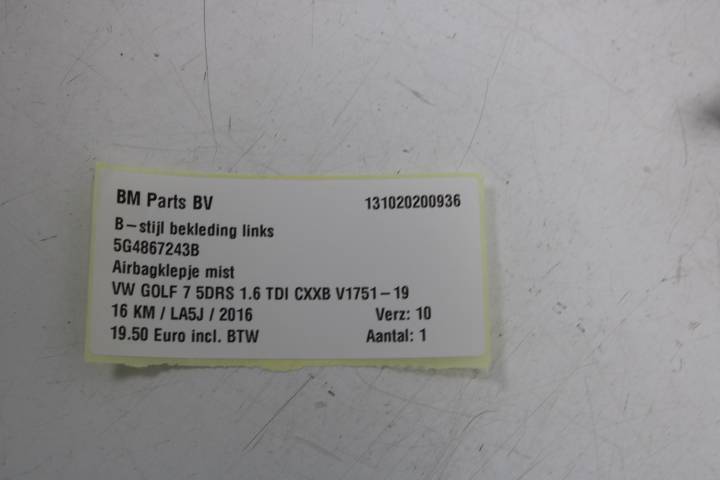 BM Parts BV 131020200936
B-stijl bekleding links
5G4867243B
Airbagklepje mist
VW GOLF 7 5DRS 1.6 TDI CXXB V1751-19
16 KM / LA5J / 2016 Verz: 10
19.50 Euro incl. BTW Aantal: 1